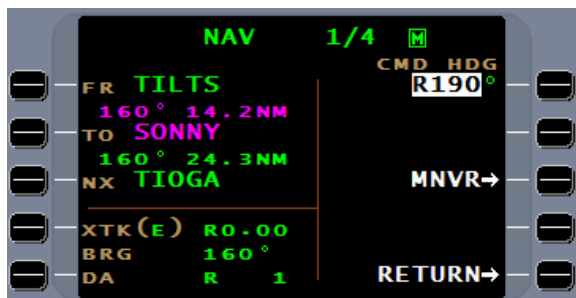 NAV 1/4 M
CMD HDG
FR TILTS R190°
160° 14.2NM
TO SONNY
160° 24.3NM
NX TIOGA MNVR→
XTK(E) R0.00
BRG 160°
DA R 1 RETURN→